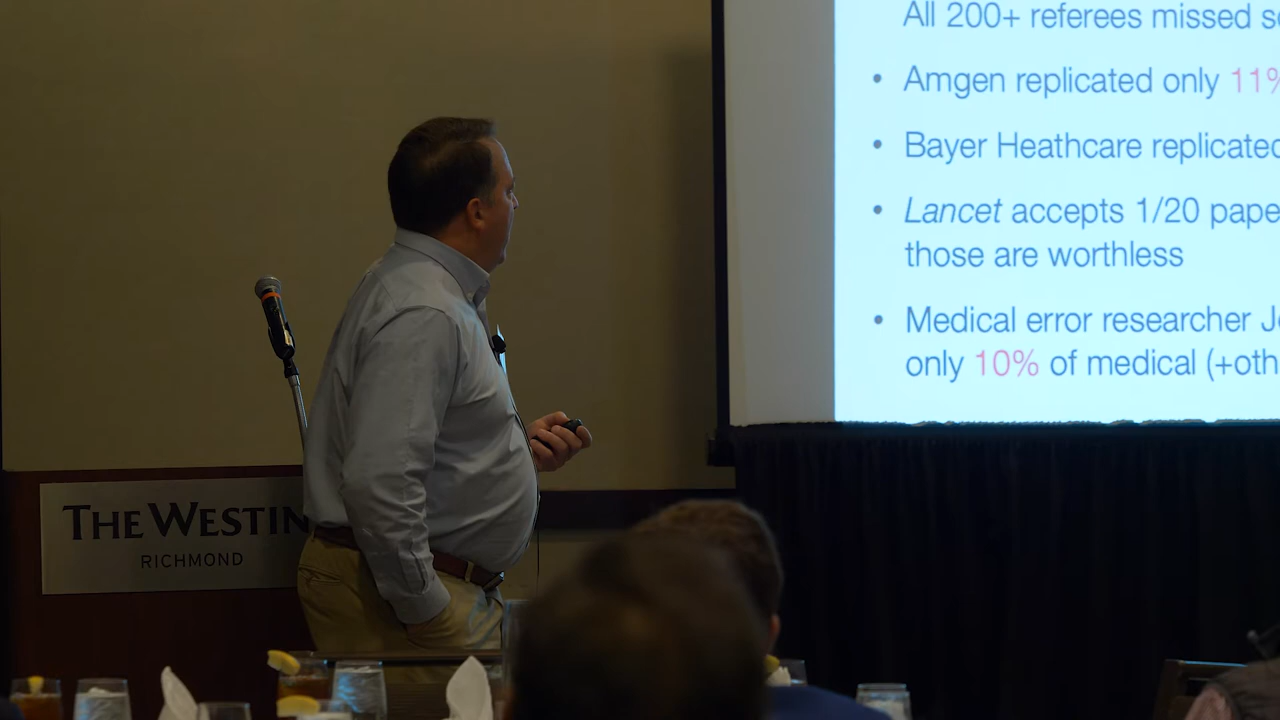 All 200+ referees missed
• Amgen replicated only 11%
• Bayer Heathcare replicated
• Lancet accepts 1/20
those are worthless
• Medical error researcher
only 10% of medical
THE WESTIN
RICHMOND